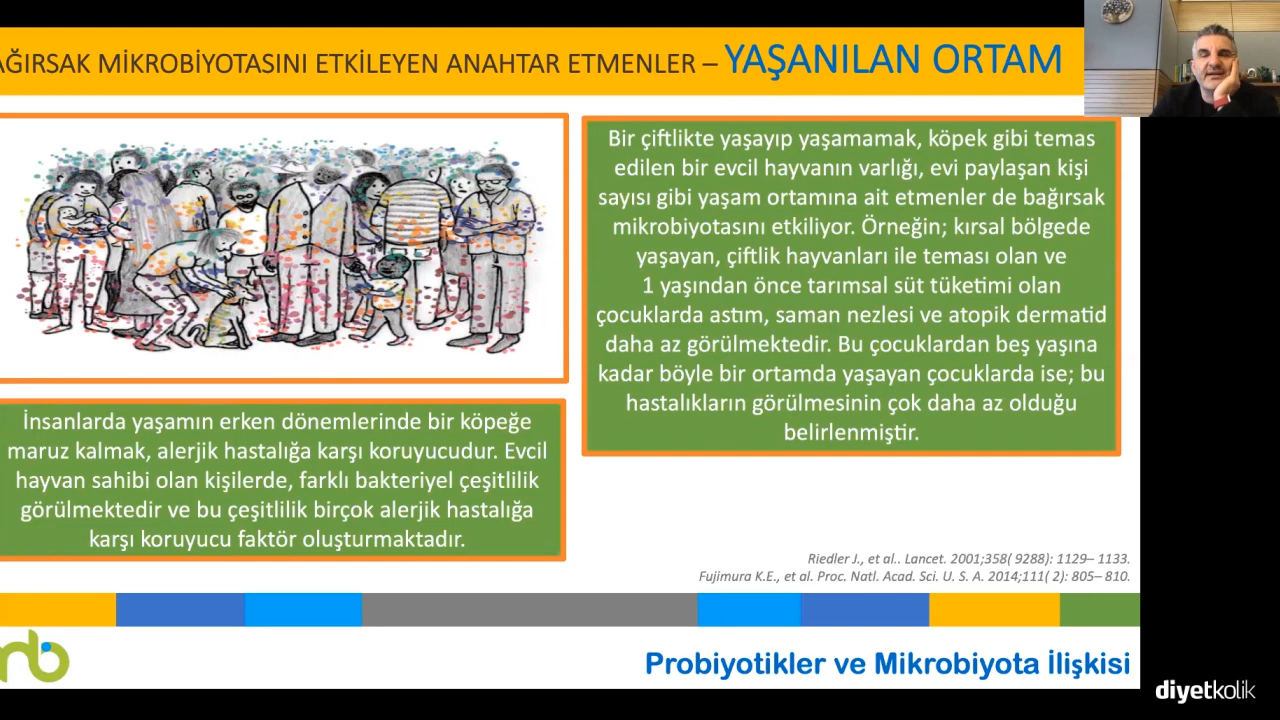 AĞIRSAK MİKROBİYOTASINI ETKİLEYEN ANAHTAR ETMENLER – YAŞANILAN ORTAM
Bir çiftlikte yaşayıp yaşamamak, köpek gibi temas
edilen bir evcil hayvanın varlığı, evi paylaşan kişi
sayısı gibi yaşam ortamına ait etmenler de bağırsak
mikrobiyotasını etkiliyor. Örneğin; kırsal bölgede
yaşayan, çiftlik hayvanları ile teması olan ve
1 yaşından önce tarımsal süt tüketimi olan
çocuklarda astım, saman nezlesi ve atopik dermatid
daha az görülmektedir. Bu çocuklardan beş yaşına
kadar böyle bir ortamda yaşayan çocuklarda ise; bu
hastalıkların görülmesinin çok daha az olduğu
belirlenmiştir.
İnsanlarda yaşamın erken dönemlerinde bir köpeğe
maruz kalmak, alerjik hastalığa karşı koruyucudur. Evcil
hayvan sahibi olan kişilerde, farklı bakteriyel çeşitlilik
görülmektedir ve bu çeşitlilik birçok alerjik hastalığa
karşı koruyucu faktör oluşturmaktadır.
Riedler J., et al.. Lancet. 2001;358( 9288): 1129– 1133.
Fujimura K.E., et al. Proc. Natl. Acad. Sci. U. S. A. 2014;111( 2): 805– 810.
nb
Probiyotikler ve Mikrobiyota İlişkisi
diyetkolik